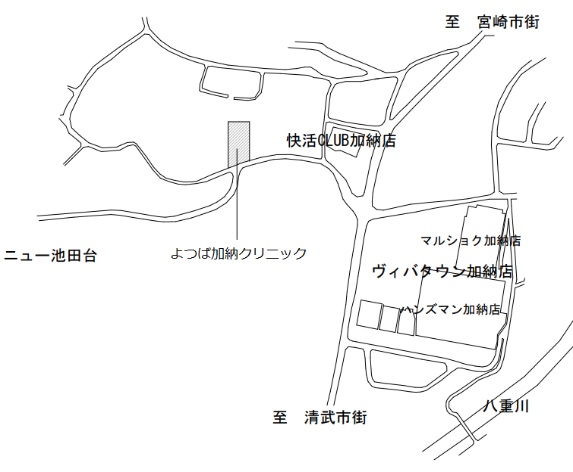 至　宮崎市街
快活CLUB加納店
マルショク加納店
ニュー池田台
よつば加納クリニック
ヴィバタウン加納店
ハンズマン加納店
八重川
至　清武市街